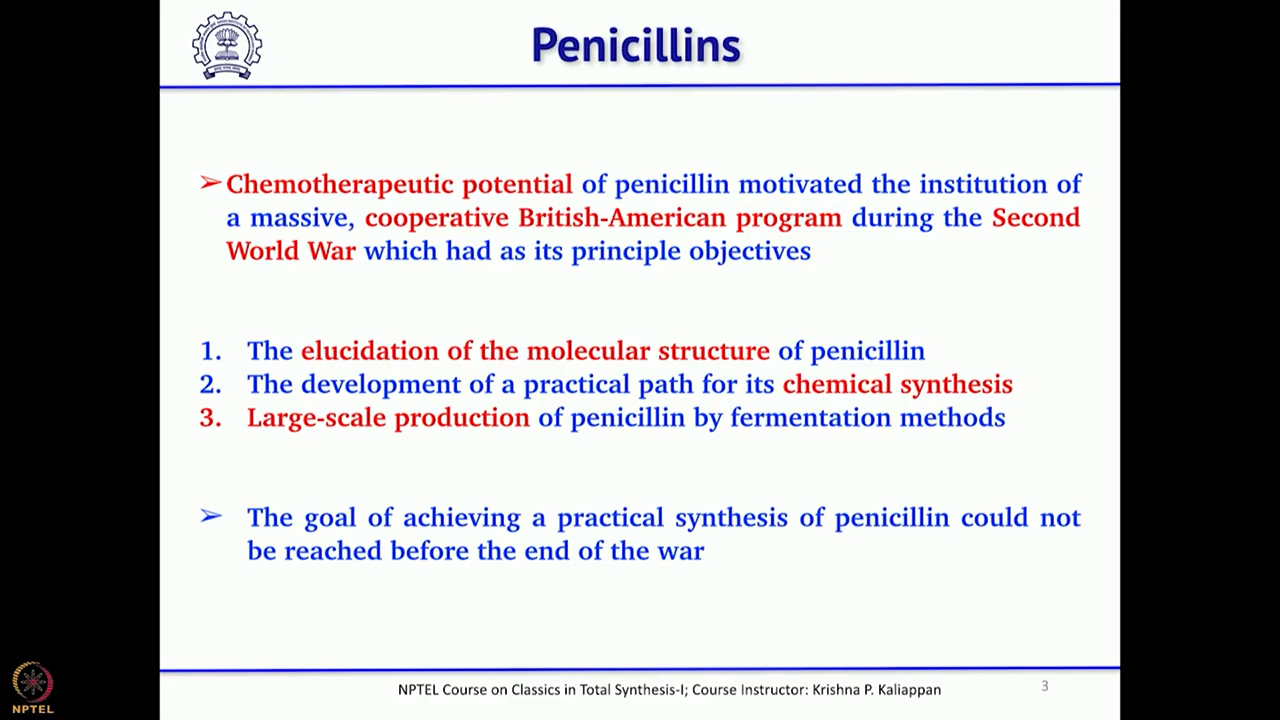 Penicillins
➢Chemotherapeutic potential of penicillin motivated the institution of
a massive, cooperative British-American program during the Second
World War which had as its principle objectives
1. The elucidation of the molecular structure of penicillin
2. The development of a practical path for its chemical synthesis
3. Large-scale production of penicillin by fermentation methods
➢ The goal of achieving a practical synthesis of penicillin could not
be reached before the end of the war
NPTEL Course on Classics in Total Synthesis-I; Course Instructor: Krishna P. Kaliappan
3
NPTEL